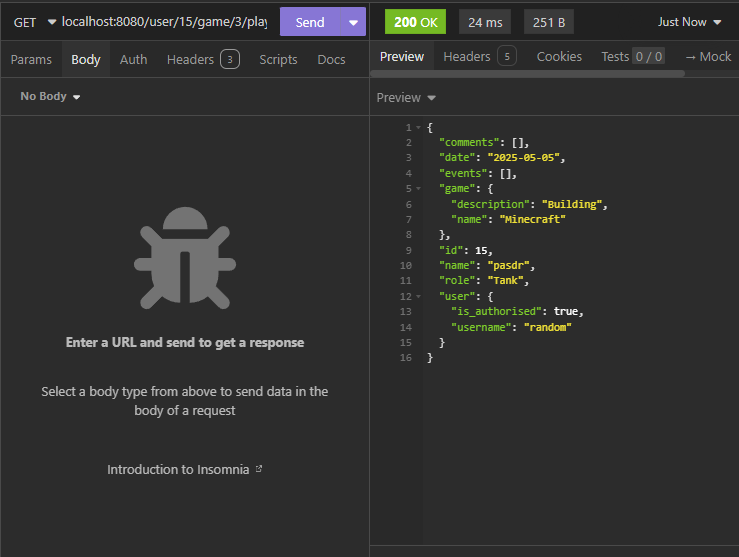 GET localhost:8080/user/15/game/3/play Send
200 OK 24 ms 251 B Just Now
Params Body Auth Headers 3 Scripts Docs
Preview Headers 5 Cookies Tests 0 / 0 → Mock
No Body
Preview
Enter a URL and send to get a response
Select a body type from above to send data in the
body of a request
Introduction to Insomnia
1 {
2 "comments": [],
3 "date": "2025-05-05",
4 "events": [],
5 "game": {
6 "description": "Building",
7 "name": "Minecraft"
8 },
9 "id": 15,
10 "name": "pasdr",
11 "role": "Tank",
12 "user": {
13 "is_authorised": true,
14 "username": "random"
15 }
16 }